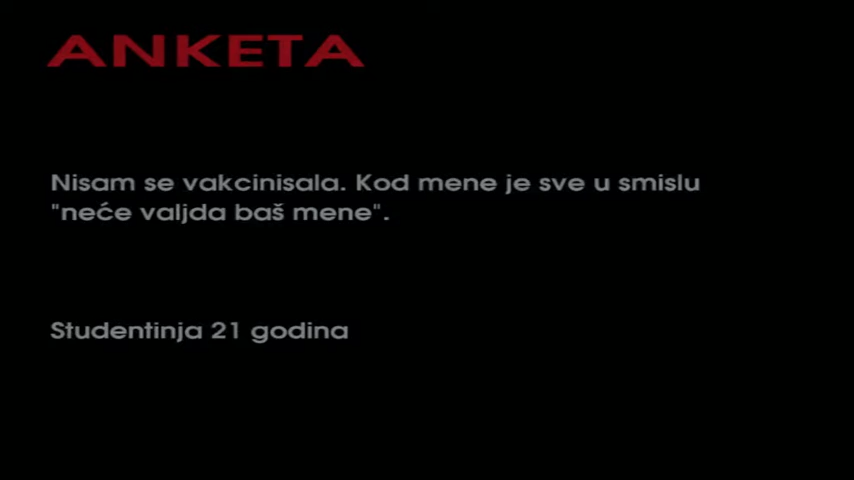 ANKETA
Nisam se vakcinisala. Kod mene je sve u smislu
"neće valjda baš mene".
Studentinja 21 godina